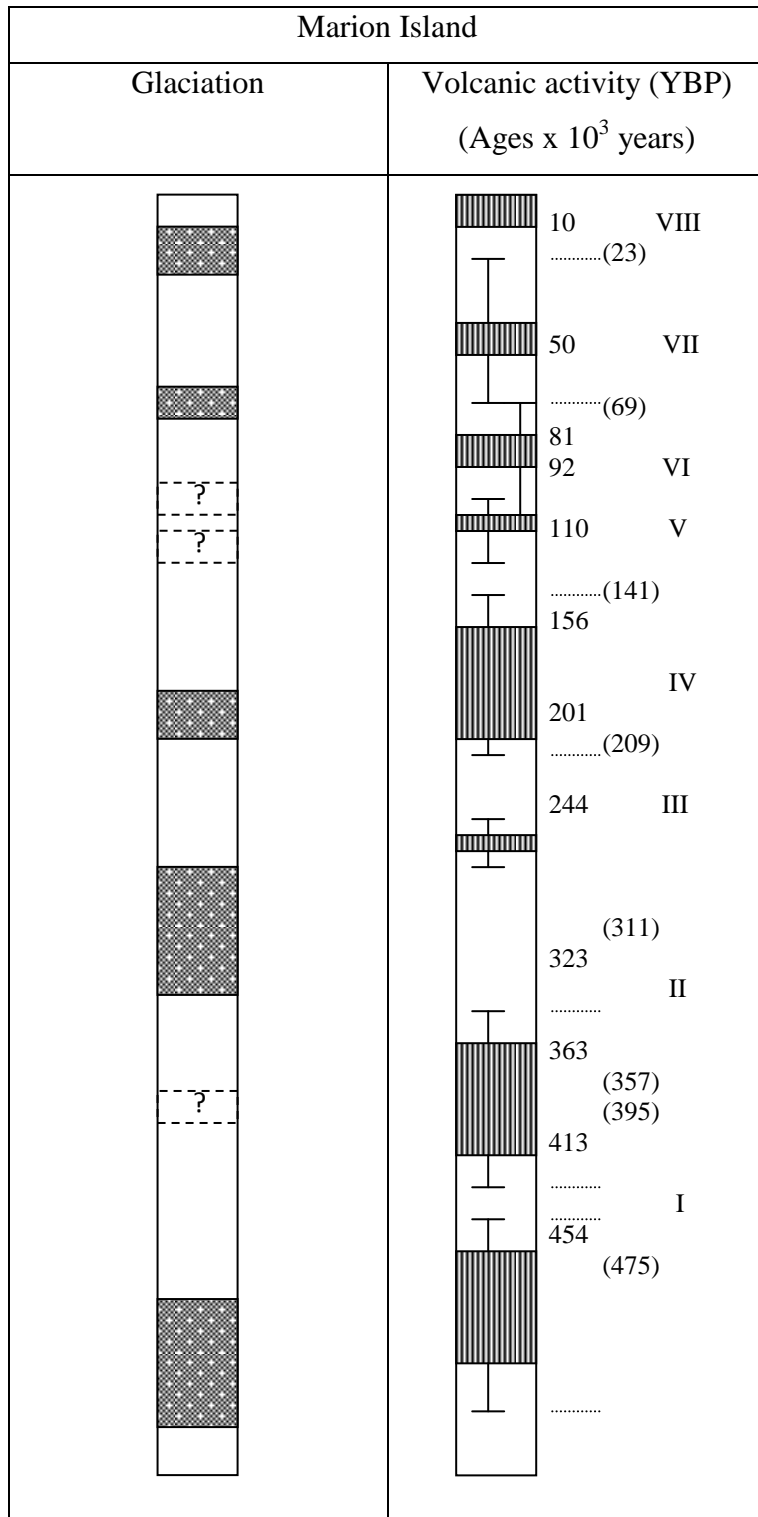 Marion Island
Glaciation
Volcanic activity (YBP)
(Ages x 10³ years)
?
?
?
10 VIII
(23)
50 VII
(69)
81
92 VI
110 V
(141)
156
IV
201
(209)
244 III
(311)
323
II
363
(357)
(395)
413
I
454
(475)